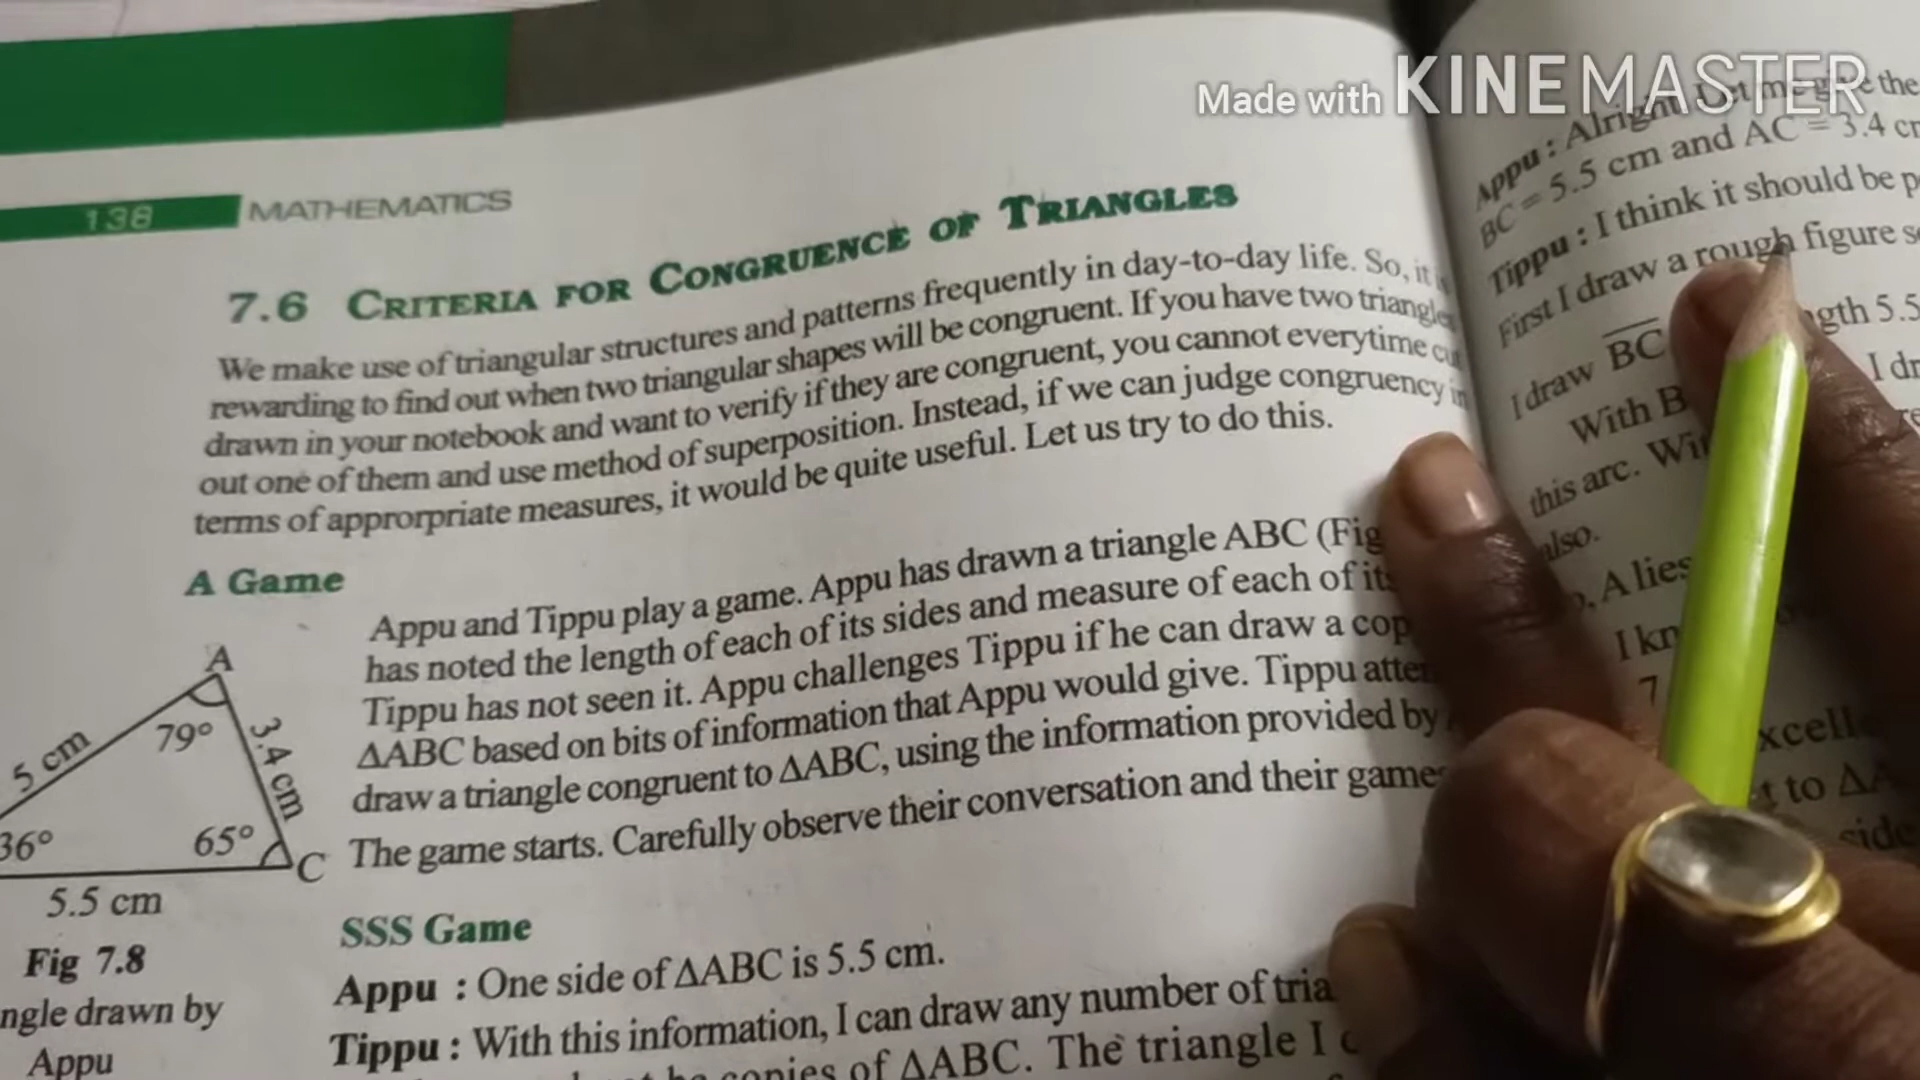 Made with KINEMASTER
138 MATHEMATICS
7.6 CRITERIA FOR CONGRUENCE OF TRIANGLES
We make use of triangular structures and patterns frequently in day-to-day life. So, it
rewarding to find out when two triangular shapes will be congruent. If you have two triangles
drawn in your notebook and want to verify if they are congruent, you cannot everytime
out one of them and use method of superposition. Instead, if we can judge congruency in
terms of approrpriate measures, it would be quite useful. Let us try to do this.
A Game
Appu and Tippu play a game. Appu has drawn a triangle ABC (Fig
has noted the length of each of its sides and measure of each of its
Tippu has not seen it. Appu challenges Tippu if he can draw a
ΔABC based on bits of information that Appu would give. Tippu
draw a triangle congruent to ΔABC, using the information provided by
The game starts. Carefully observe their conversation and their
A
79°
5 cm
3.4 cm
36°
65°
C
5.5 cm
Fig 7.8
drawn by
Appu
SSS Game
Appu : One side of ΔABC is 5.5 cm.
Tippu : With this information, I can draw any number of
copies of ΔABC. The triangle I
Appu : Alright. Let me give the
BC = 5.5 cm and AC = 3.4
Tippu : I think it should be
First I draw a rough figure
I draw BC 5.5
With B I
this arc.
also.
A lies
I
7
to